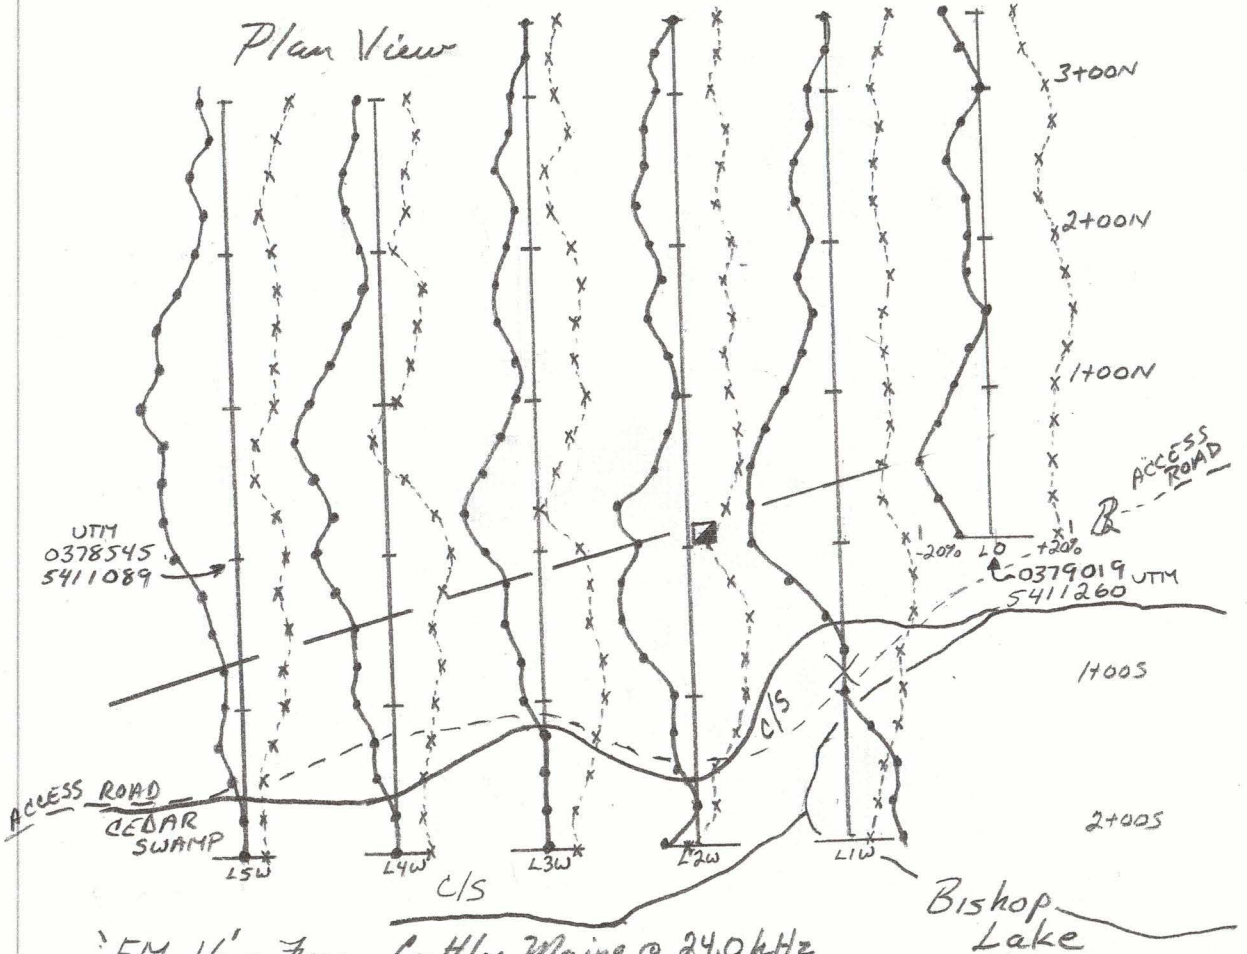 Plan View
3+00N
2+00N
1+00N
ACCESS
ROAD
UTM
0378545
5411089
-20%
L0
+20%
0379019 UTM
5411260
1+00S
C/S
ACCESS ROAD
CEDAR
SWAMP
2+00S
L5W
L4W
L3W
L2W
L1W
C/S
Bishop
Lake
Maine @ 24.0 kHz